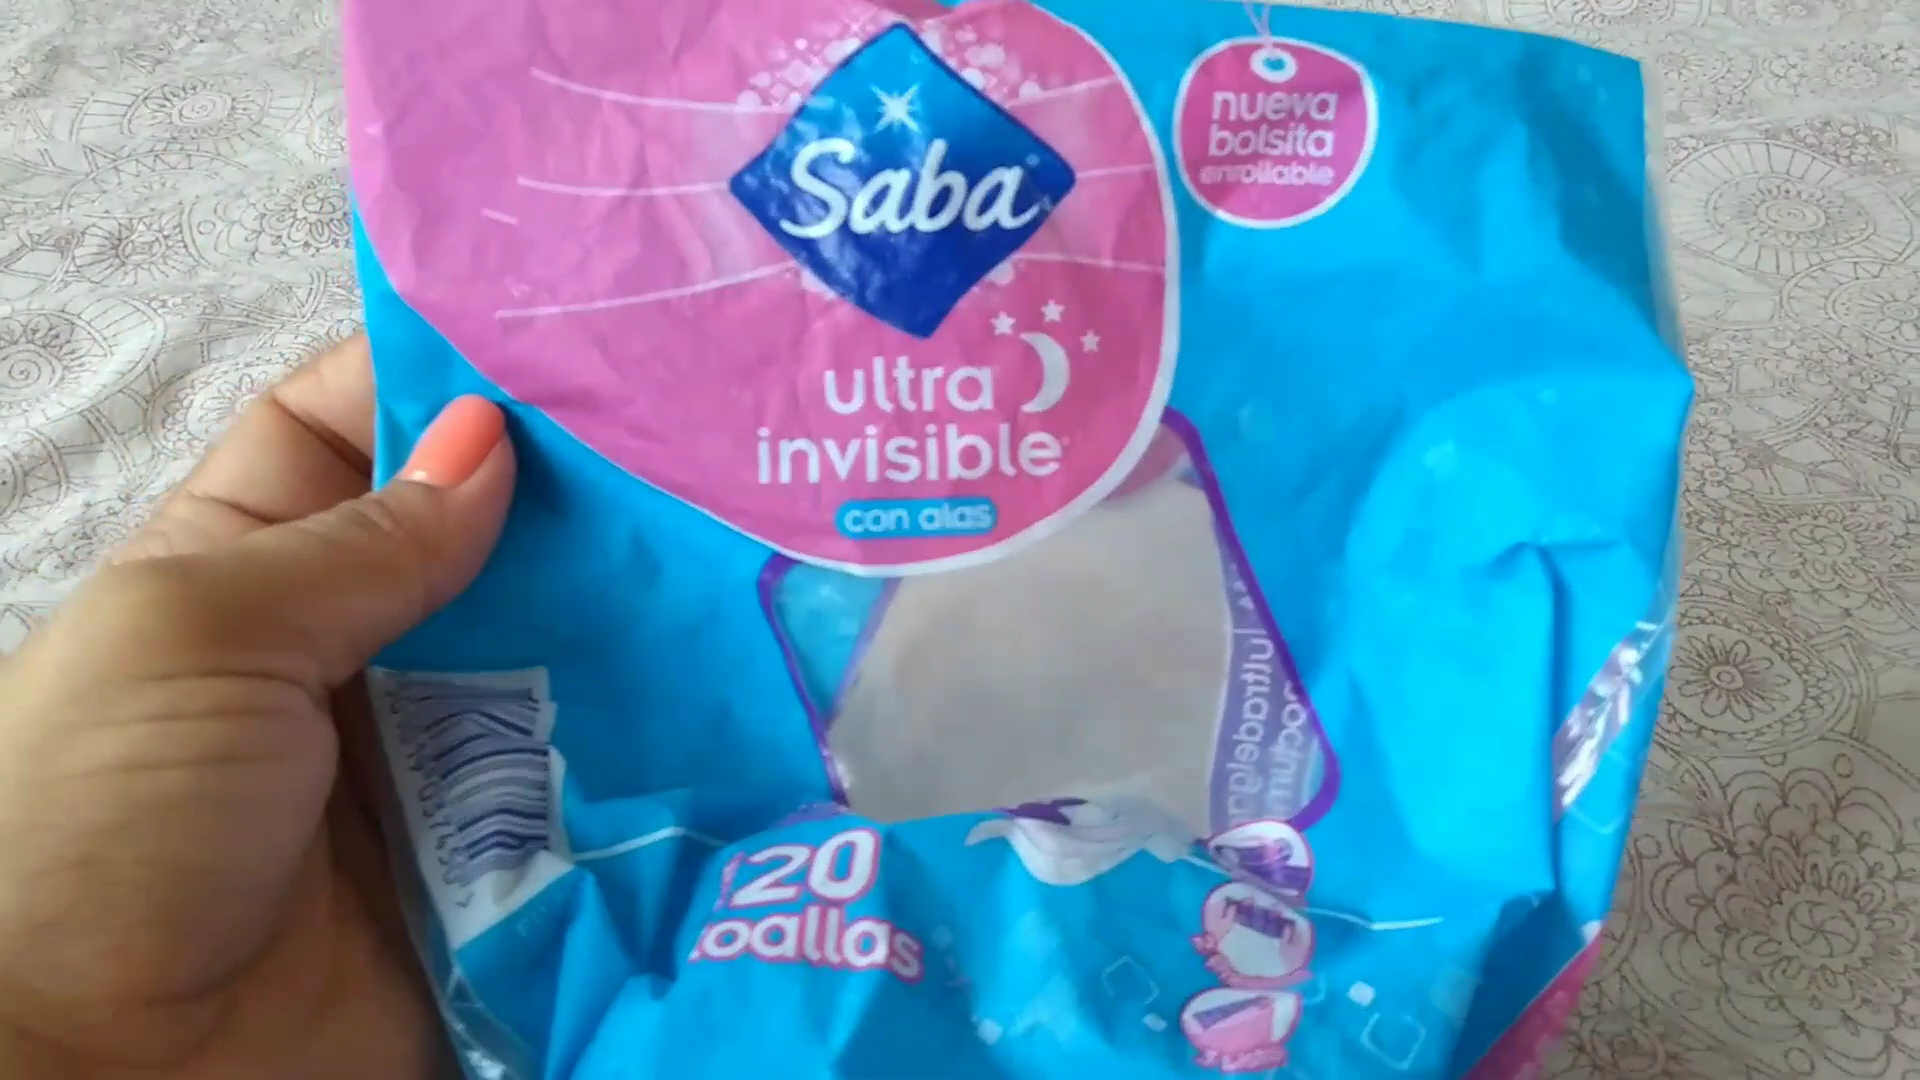 Saba
nueva
bolsita
enrollable
ultra
invisible
con alas
20
toallas